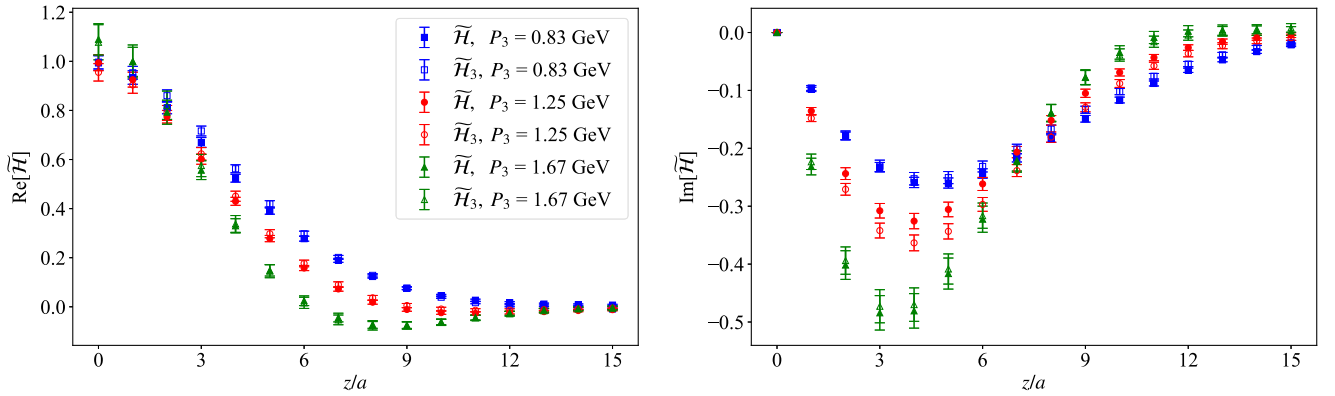 Re[H̃]
1.0
0.8
0.6
0.4
0.2
0.0
0 3 6 9 12 15
z/a
H̃, P₃ = 0.83 GeV
H̃₃, P₃ = 0.83 GeV
H̃, P₃ = 1.25 GeV
H̃₃, P₃ = 1.25 GeV
H̃, P₃ = 1.67 GeV
H̃₃, P₃ = 1.67 GeV
Im[H̃]
0.0
−0.1
−0.2
−0.3
−0.4
−0.5
0 3 6 9 12 15
z/a